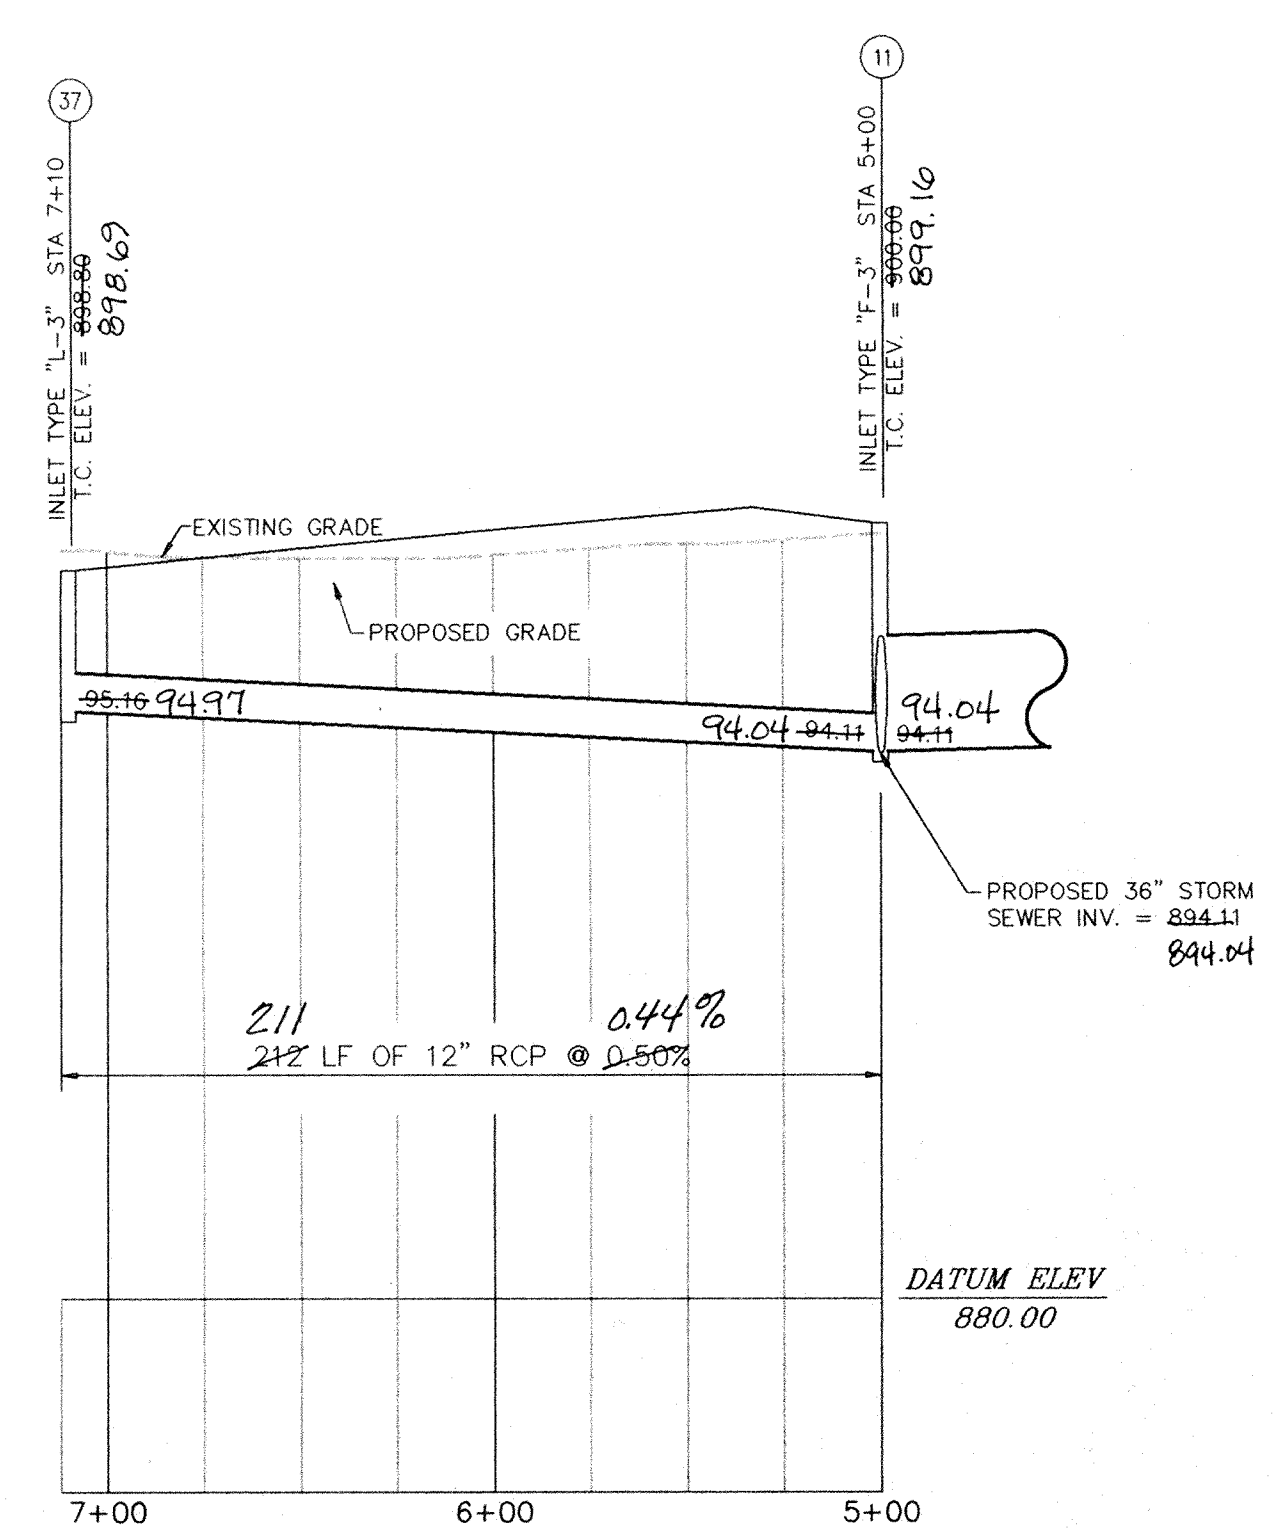 11
37
INLET TYPE "L-3" STA 7+10
T.C. ELEV. = 898.80
898.69
INLET TYPE "F-3" STA 5+00
T.C. ELEV. = 900.00
899.16
EXISTING GRADE
PROPOSED GRADE
95.16 94.97
94.04 94.11
94.04
94.11
PROPOSED 36" STORM
SEWER INV. = 894.11
894.04
211 0.44%
212 LF OF 12" RCP @ 0.50%
DATUM ELEV
880.00
7+00 6+00 5+00